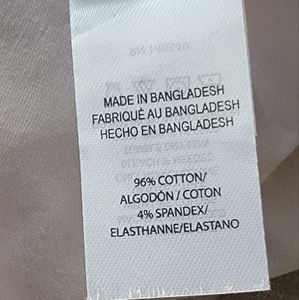 MADE IN BANGLADESH
FABRIQUÉ AU BANGLADESH
HECHO EN BANGLADESH
96% COTTON/
ALGODÓN / COTON
4% SPANDEX/
ELASTHANNE/ELASTANO